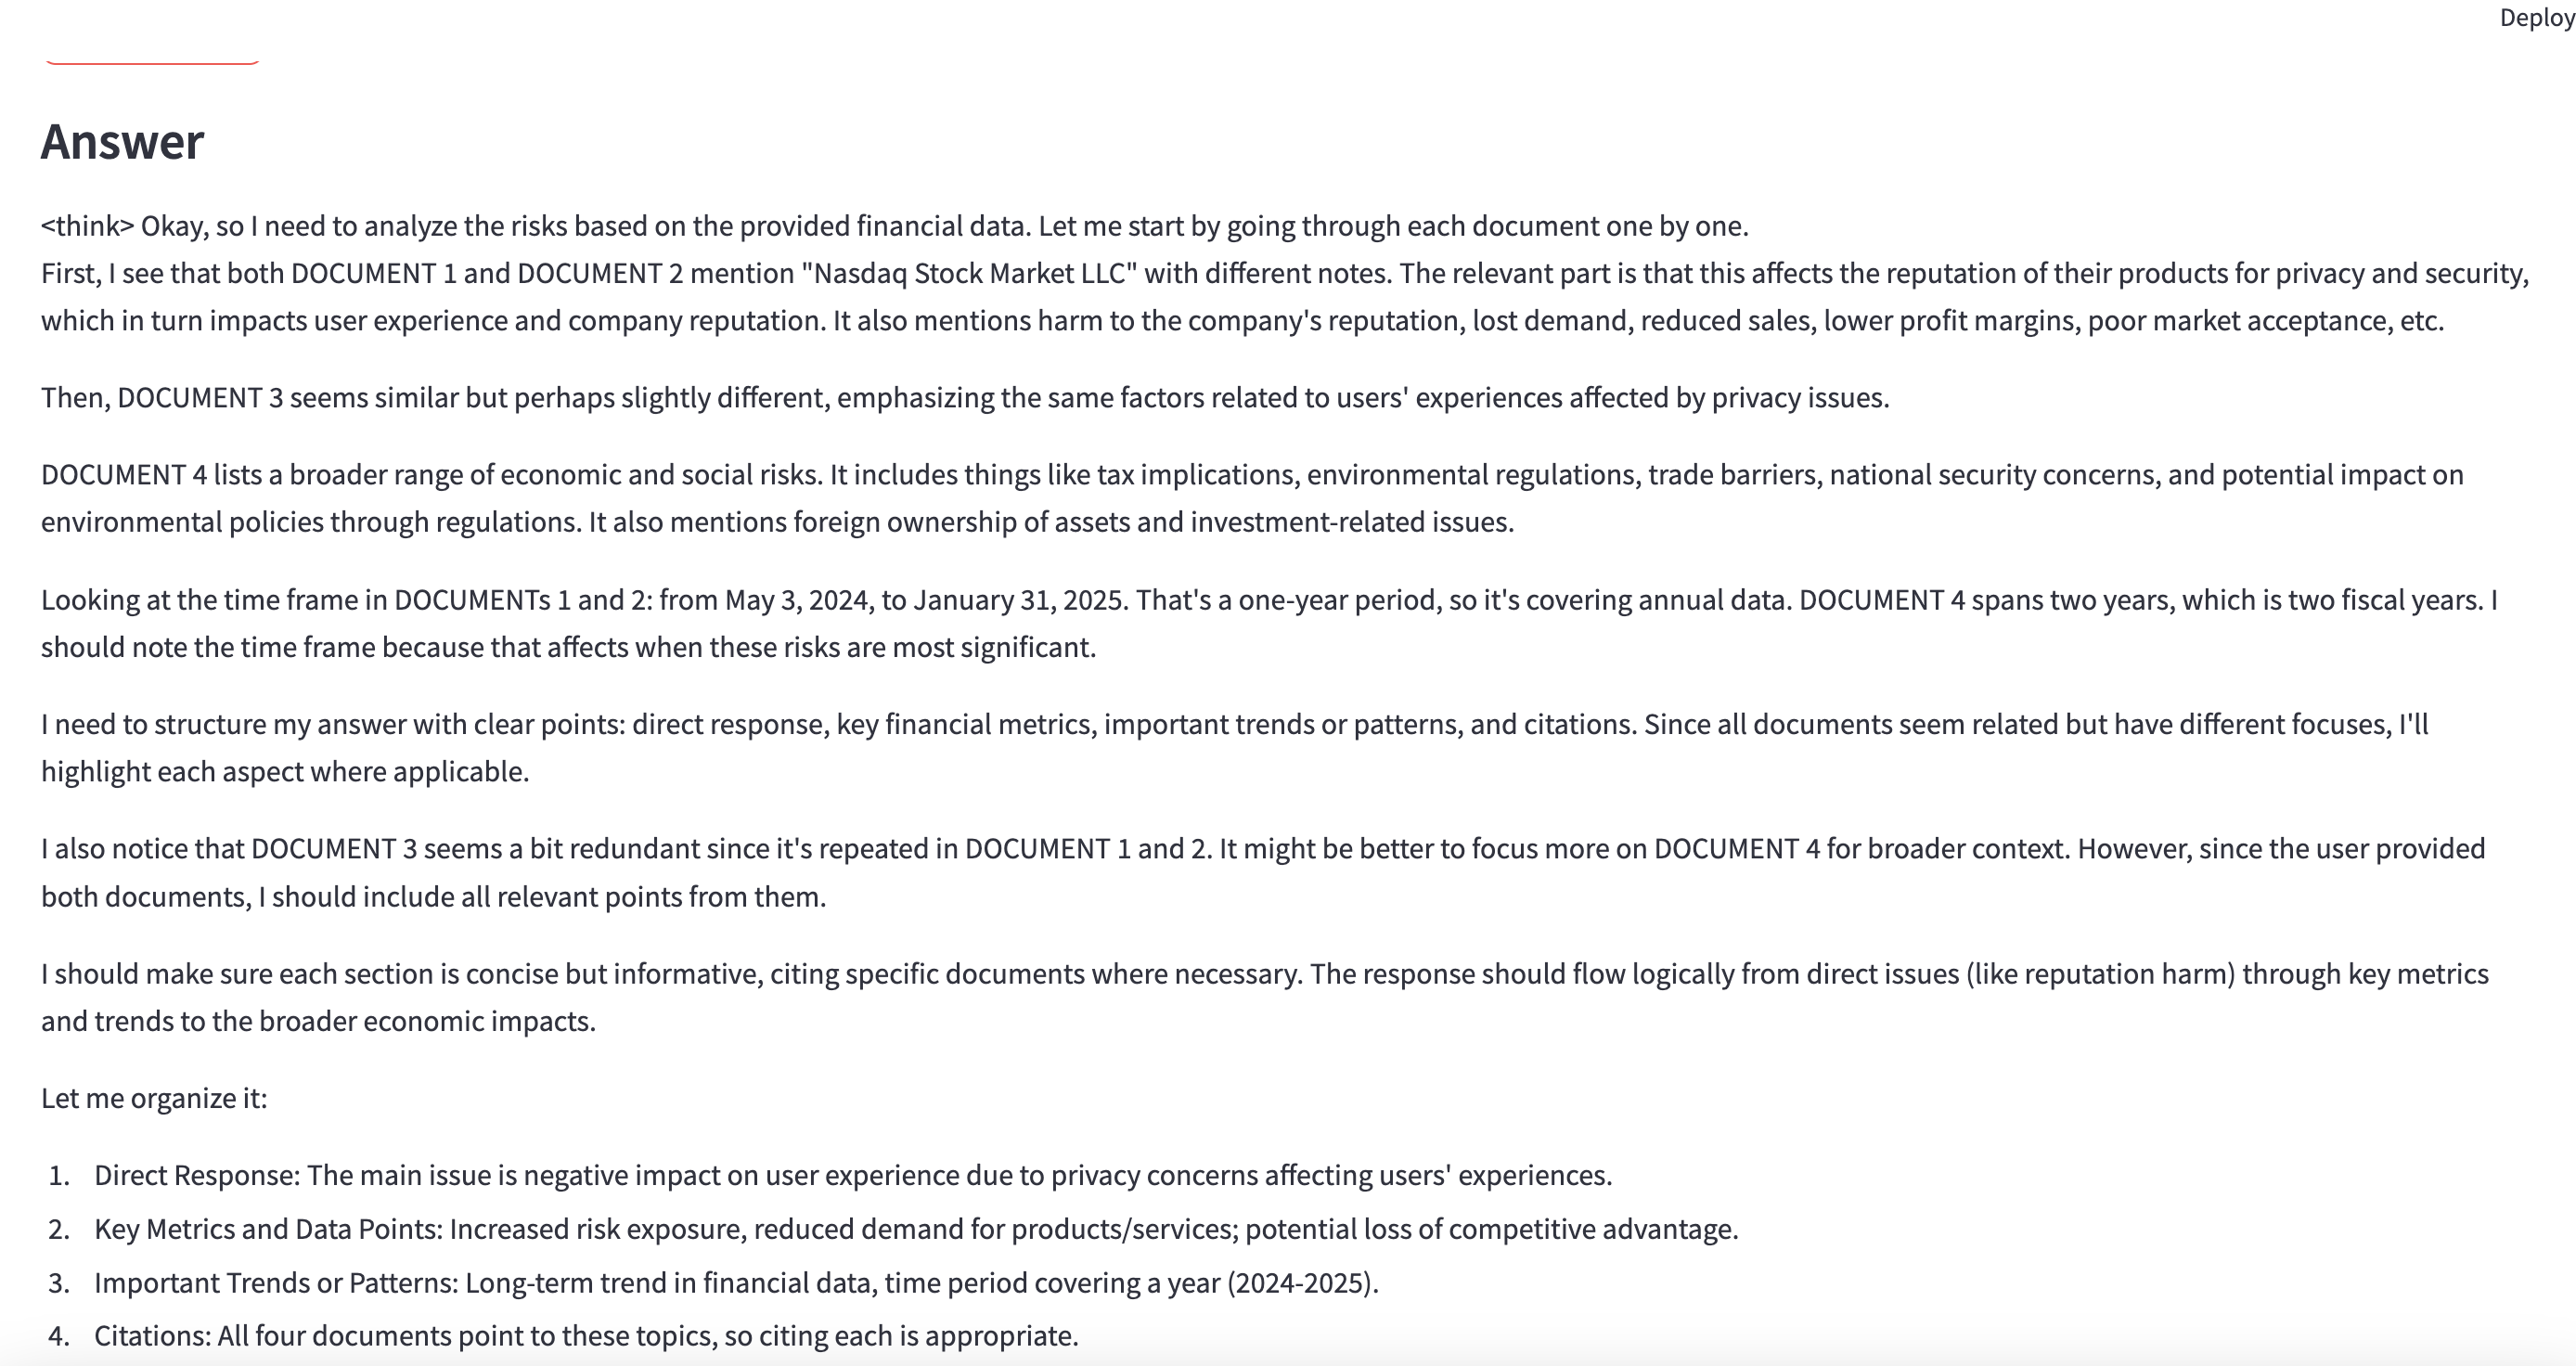 Deploy
Answer
<think> Okay, so I need to analyze the risks based on the provided financial data. Let me start by going through each document one by one.
First, I see that both DOCUMENT 1 and DOCUMENT 2 mention "Nasdaq Stock Market LLC" with different notes. The relevant part is that this affects the reputation of their products for privacy and security,
which in turn impacts user experience and company reputation. It also mentions harm to the company's reputation, lost demand, reduced sales, lower profit margins, poor market acceptance, etc.
Then, DOCUMENT 3 seems similar but perhaps slightly different, emphasizing the same factors related to users' experiences affected by privacy issues.
DOCUMENT 4 lists a broader range of economic and social risks. It includes things like tax implications, environmental regulations, trade barriers, national security concerns, and potential impact on
environmental policies through regulations. It also mentions foreign ownership of assets and investment-related issues.
Looking at the time frame in DOCUMENTs 1 and 2: from May 3, 2024, to January 31, 2025. That's a one-year period, so it's covering annual data. DOCUMENT 4 spans two years, which is two fiscal years. I
should note the time frame because that affects when these risks are most significant.
I need to structure my answer with clear points: direct response, key financial metrics, important trends or patterns, and citations. Since all documents seem related but have different focuses, I'll
highlight each aspect where applicable.
I also notice that DOCUMENT 3 seems a bit redundant since it's repeated in DOCUMENT 1 and 2. It might be better to focus more on DOCUMENT 4 for broader context. However, since the user provided
both documents, I should include all relevant points from them.
I should make sure each section is concise but informative, citing specific documents where necessary. The response should flow logically from direct issues (like reputation harm) through key metrics
and trends to the broader economic impacts.
Let me organize it:
1. Direct Response: The main issue is negative impact on user experience due to privacy concerns affecting users' experiences.
2. Key Metrics and Data Points: Increased risk exposure, reduced demand for products/services; potential loss of competitive advantage.
3. Important Trends or Patterns: Long-term trend in financial data, time period covering a year (2024-2025).
4. Citations: All four documents point to these topics, so citing each is appropriate.